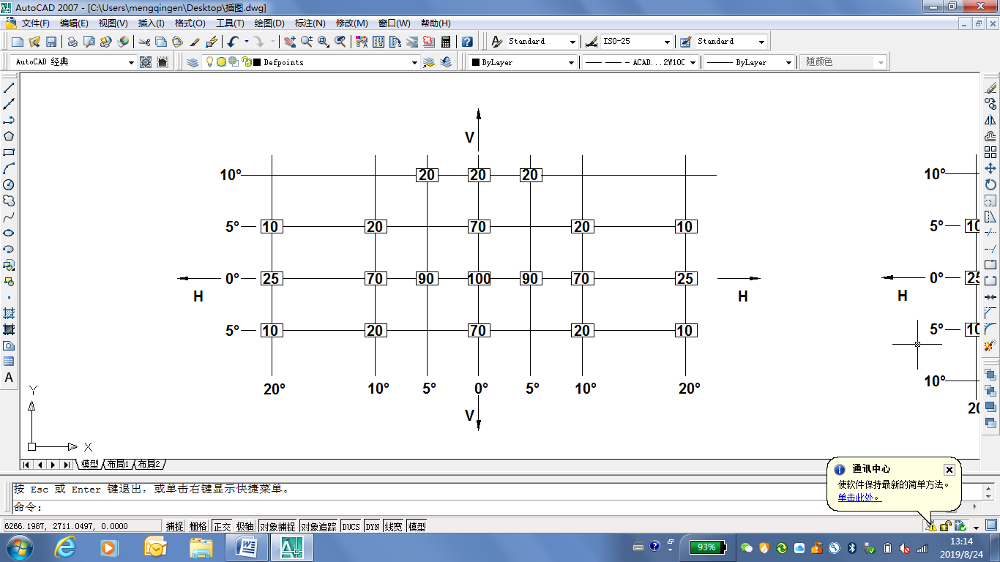 AutoCAD 2007 - [C:\Users\mengqingen\Desktop\插图.dwg]
文件(F) 编辑(E) 视图(V) 插入(I) 格式(O) 工具(T) 绘图(D) 标注(N) 修改(M) 窗口(W) 帮助(H)
Standard ISO-25 Standard
AutoCAD 经典 Defpoints ByLayer ACAD...2W100 ByLayer 随颜色
V
10° 20 20 20 10°
5° 10 20 70 20 10 5° 10
0° 25 70 90 100 90 70 25 0° 25
H H H
5° 10 20 70 20 10 5° 10
10°
20° 10° 5° 0° 5° 10° 20°
20
V
Y
X
A
模型 布局1 布局2
通讯中心
使软件保持最新的简单方法。
单击此处。
按 Esc 或 Enter 键退出，或单击右键显示快捷菜单。
命令:
6266.1987, 2711.0497, 0.0000 捕捉 栅格 正交 极轴 对象捕捉 对象追踪 DUCS DYN 线宽 模型
93%
13:14
2019/8/24